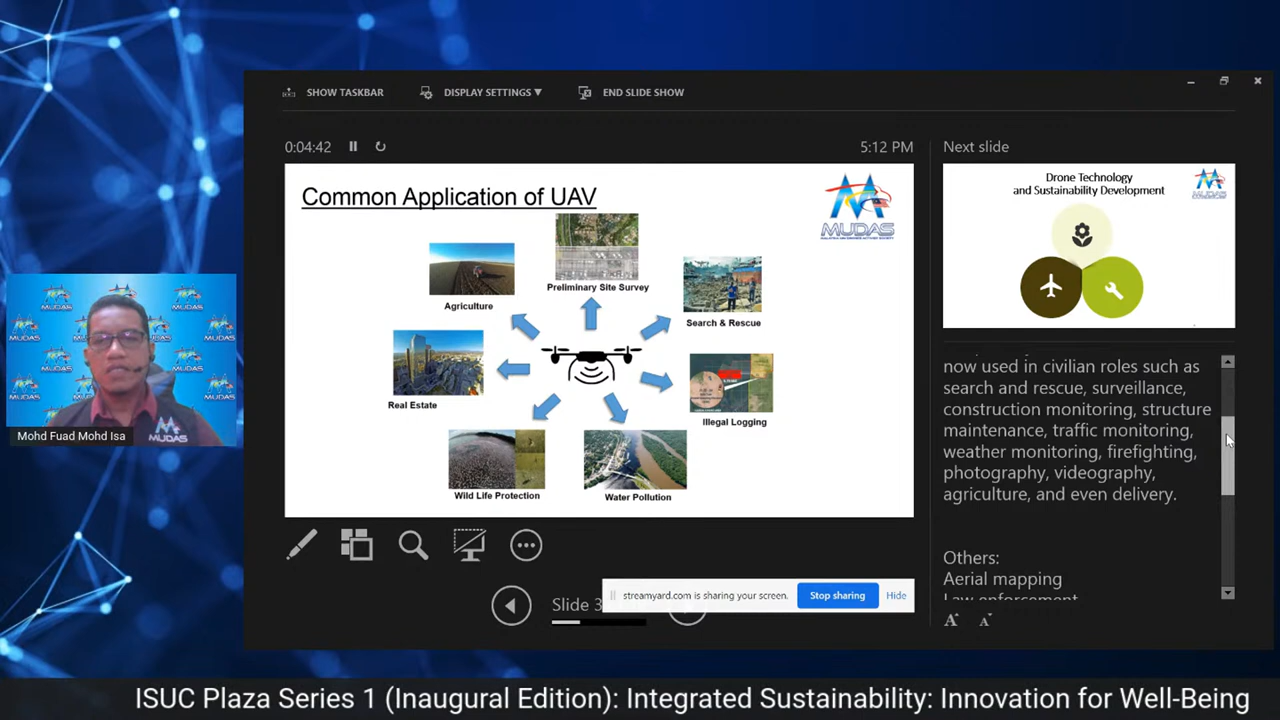 SHOW TASKBAR
DISPLAY SETTINGS ▼
END SLIDE SHOW
0:04:42
5:12 PM
Next slide
Common Application of UAV
MUDAS
Preliminary Site Survey
Agriculture
Search & Rescue
Real Estate
Illegal Logging
Wild Life Protection
Water Pollution
Drone Technology
and Sustainability Development
MUDAS
now used in civilian roles such as
search and rescue, surveillance,
construction monitoring, structure
maintenance, traffic monitoring,
weather monitoring, firefighting,
photography, videography,
agriculture, and even delivery.
Others:
Aerial mapping
Law enforcement
A A
MUDAS
MUDAS
MUDAS
Mohd Fuad Mohd Isa
Slide 3
streamyard.com is sharing your screen.
Stop sharing
Hide
ISUC Plaza Series 1 (Inaugural Edition): Integrated Sustainability: Innovation for Well-Being